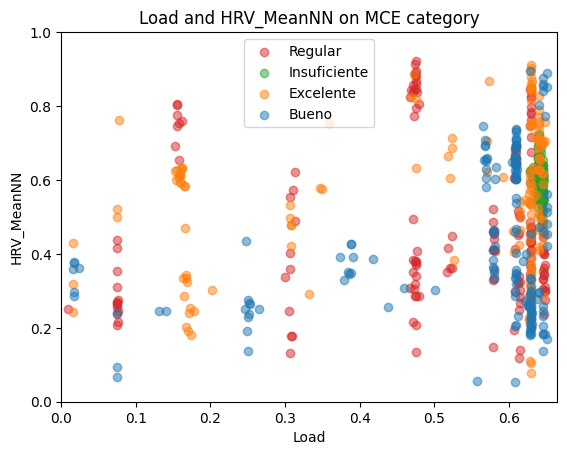 Load and HRV_MeanNN on MCE category
Regular
Insuficiente
Excelente
Bueno
HRV_MeanNN
1.0
0.8
0.6
0.4
0.2
0.0
0.0 0.1 0.2 0.3 0.4 0.5 0.6
Load